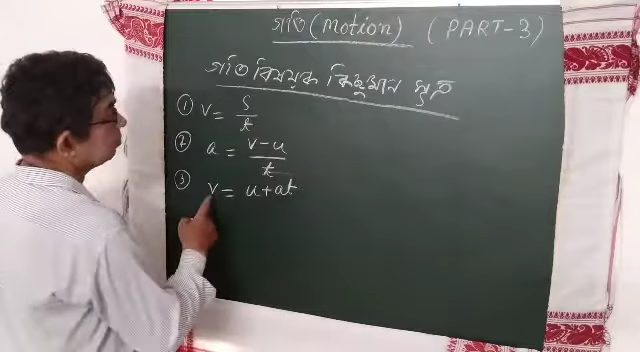 গতি (Motion) (PART-3)
গতি বিষয়ক কিছুমান সূত্ৰ
① v = s/t
② a = v-u/t
③ v = u+at